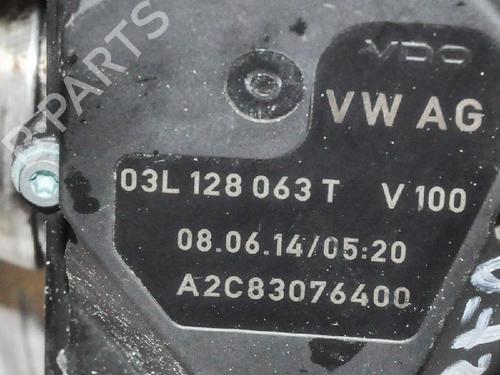 B-PARTS
VDO
VW AG
03L 128 063 T V 100
08.06.14/05:20
A2C83076400